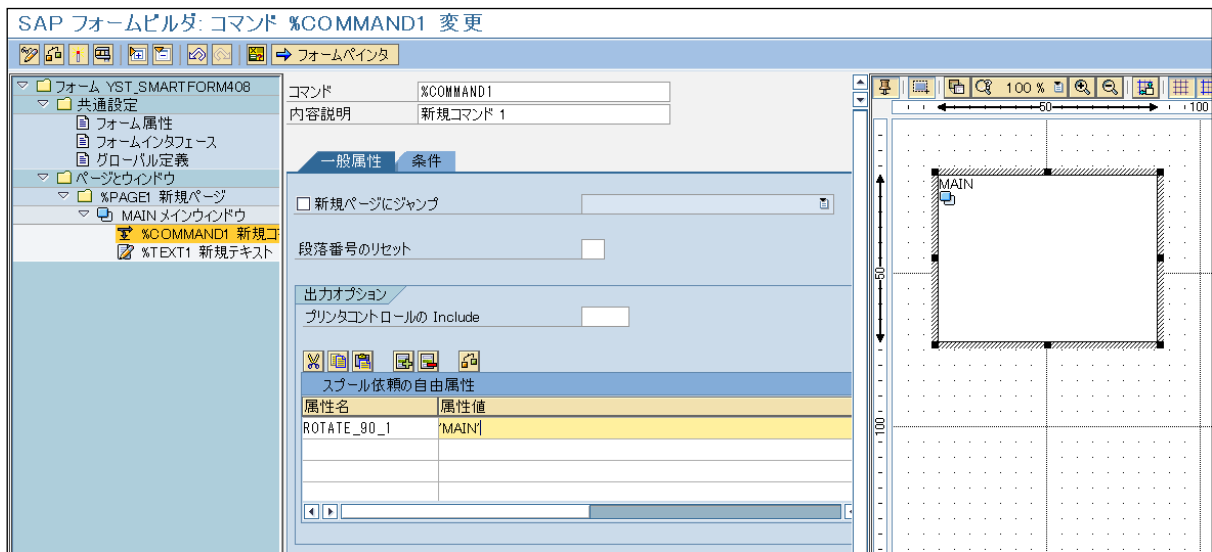 SAP フォームビルダ: コマンド %COMMAND1 変更
フォームペインタ
フォーム YST_SMARTFORM408
共通設定
フォーム属性
フォームインタフェース
グローバル定義
ページとウィンドウ
%PAGE1 新規ページ
MAIN メインウィンドウ
%COMMAND1 新規コ
%TEXT1 新規テキスト
コマンド %COMMAND1
内容説明 新規コマンド 1
一般属性 条件
新規ページにジャンプ
段落番号のリセット
出力オプション
プリンタコントロールの Include
スプール依頼の自由属性
属性名 属性値
ROTATE_90_1 'MAIN'
100 %
50 100
MAIN
50
100